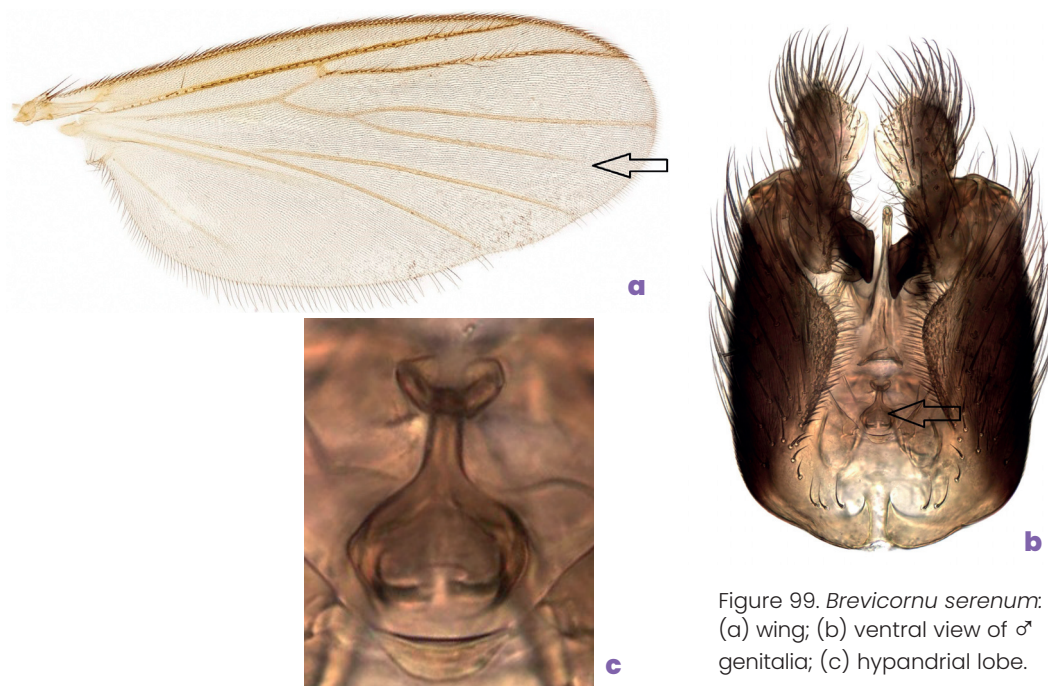 a
b
c
Figure 99. Brevicornu serenum:
(a) wing; (b) ventral view of ♂
genitalia; (c) hypandrial lobe.